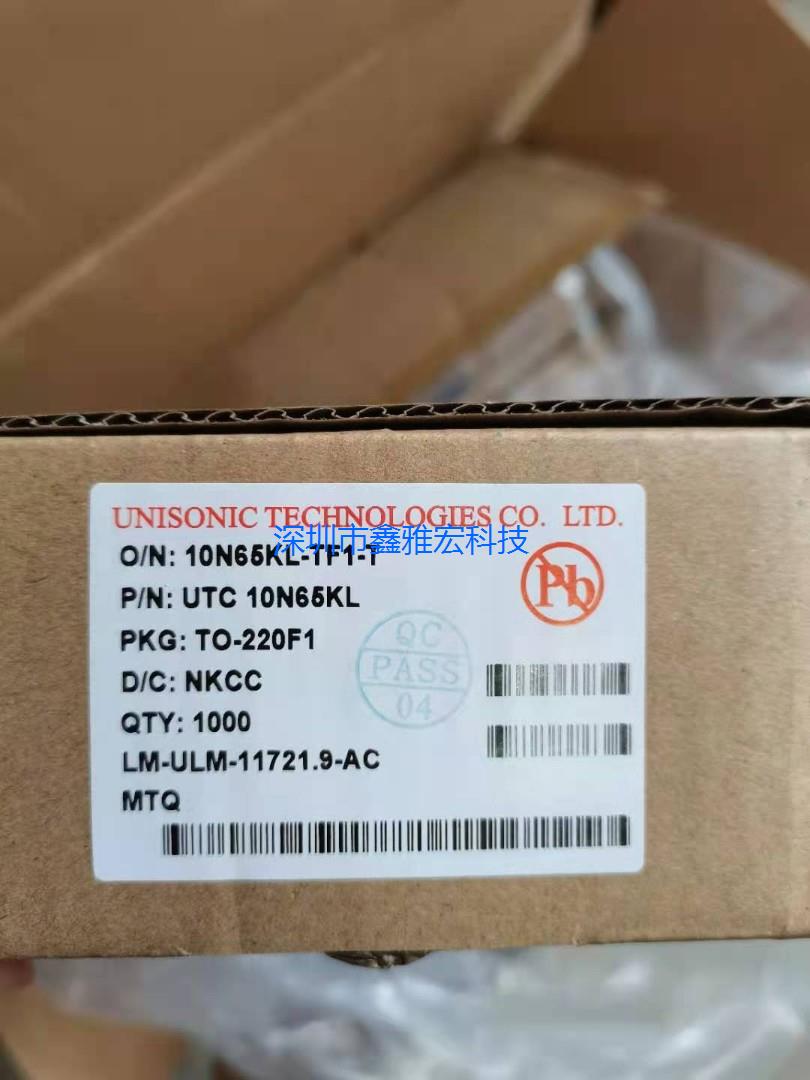 UNISONIC TECHNOLOGIES CO. LTD.
深圳市鑫雅宏科技
O/N: 10N65KL-TF1-T
P/N: UTC 10N65KL
Pb
PKG: TO-220F1
QC
PASS
04
D/C: NKCC
QTY: 1000
LM-ULM-11721.9-AC
MTQ